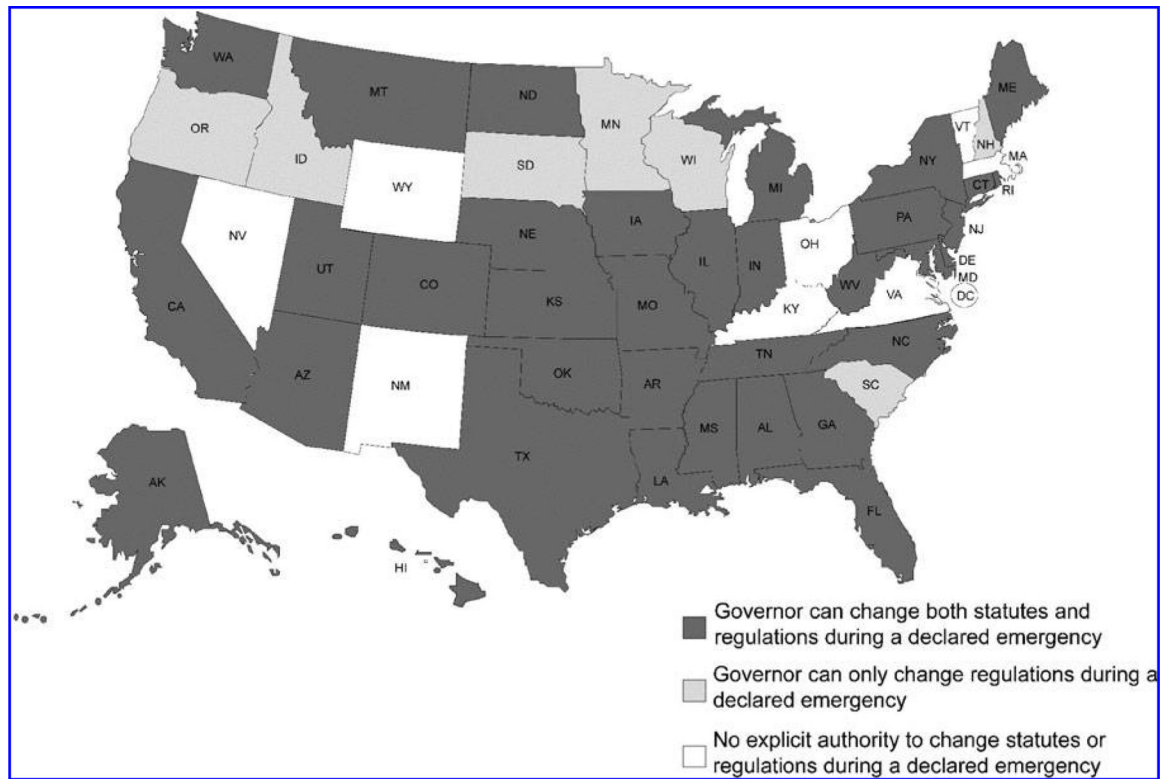 WA
MT
ND
MN
ME
OR
ID
SD
WI
VT
NH
MA
NY
WY
MI
CT
RI
IA
PA
NJ
NE
NV
OH
IL
IN
DE
UT
CO
WV
MD
CA
KS
MO
VA
DC
KY
NC
TN
AZ
OK
NM
AR
SC
MS
AL
GA
TX
LA
AK
FL
HI
Governor can change both statutes and
regulations during a declared emergency
Governor can only change regulations during a
declared emergency
No explicit authority to change statutes or
regulations during a declared emergency